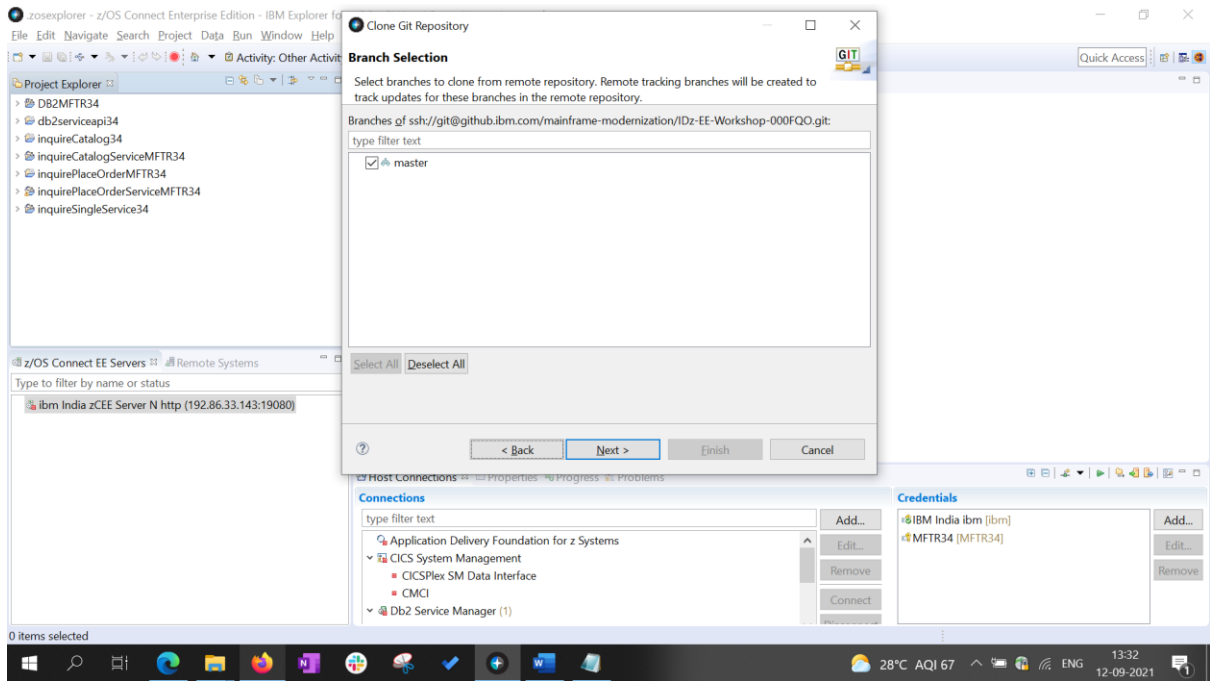 .zosexplorer - z/OS Connect Enterprise Edition - IBM Explorer fo
File Edit Navigate Search Project Data Run Window Help
Activity: Other Activit
Quick Access
Project Explorer
DB2MFTR34
db2serviceapi34
inquireCatalog34
inquireCatalogServiceMFTR34
inquirePlaceOrderMFTR34
inquirePlaceOrderServiceMFTR34
inquireSingleService34
z/OS Connect EE Servers Remote Systems
Type to filter by name or status
ibm India zCEE Server N http (192.86.33.143:19080)
Clone Git Repository
Branch Selection
GIT
Select branches to clone from remote repository. Remote tracking branches will be created to
track updates for these branches in the remote repository.
Branches of ssh://git@github.ibm.com/mainframe-modernization/IDz-EE-Workshop-000FQO.git:
type filter text
master
Select All Deselect All
< Back Next > Finish Cancel
Host Connections Properties Progress Problems
Connections
type filter text
Application Delivery Foundation for z Systems
CICS System Management
CICSPlex SM Data Interface
CMCI
Db2 Service Manager (1)
Add...
Edit...
Remove
Connect
Disconnect
Credentials
IBM India ibm [ibm]
MFTR34 [MFTR34]
Add...
Edit...
Remove
0 items selected
28°C AQI 67 ENG
13:32
12-09-2021
1